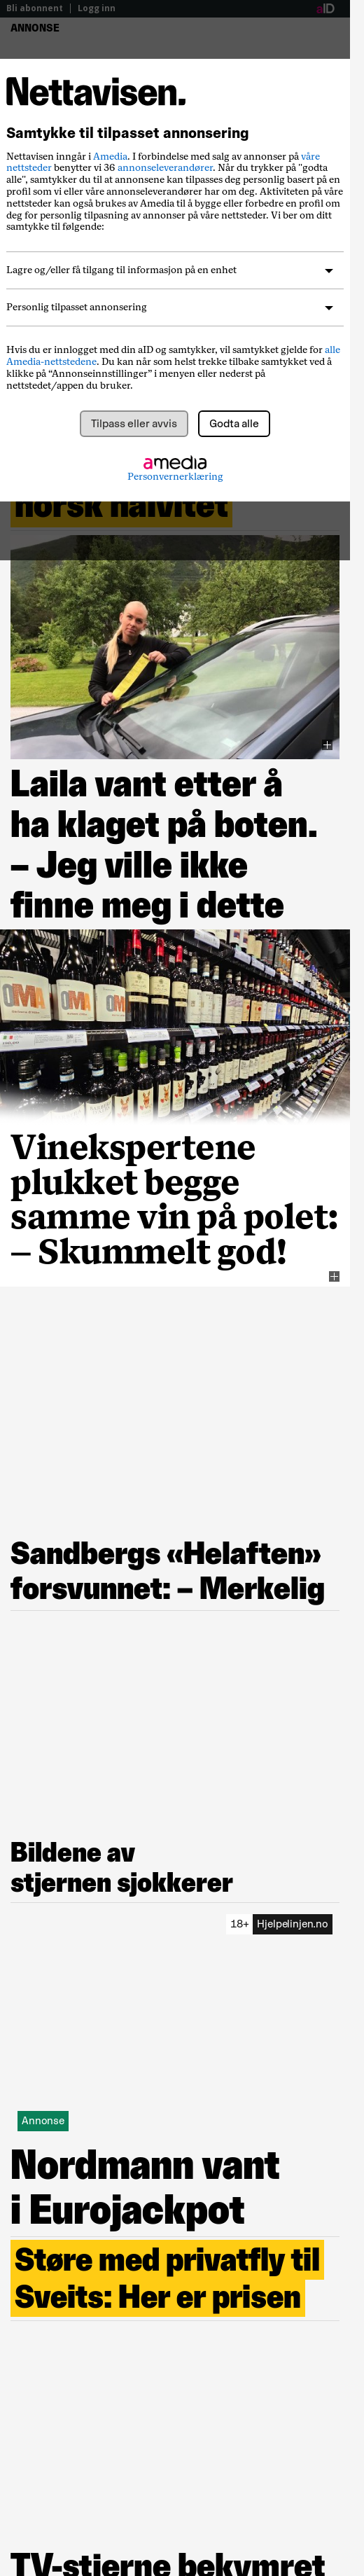 Bli abonnent | Logg inn
aID
ANNONSE
Nettavisen.
Samtykke til tilpasset annonsering
Nettavisen inngår i Amedia. I forbindelse med salg av annonser på våre
nettsteder benytter vi 36 annonseleverandører. Når du trykker på "godta
alle", samtykker du til at annonsene kan tilpasses deg personlig basert på en
profil som vi eller våre annonseleverandører har om deg. Aktiviteten på våre
nettsteder kan også brukes av Amedia til å bygge eller forbedre en profil om
deg for personlig tilpasning av annonser på våre nettsteder. Vi ber om ditt
samtykke til følgende:
Lagre og/eller få tilgang til informasjon på en enhet
Personlig tilpasset annonsering
Hvis du er innlogget med din aID og samtykker, vil samtykket gjelde for alle
Amedia-nettstedene. Du kan når som helst trekke tilbake samtykket ved å
klikke på “Annonseinnstillinger” i menyen eller nederst på
nettstedet/appen du bruker.
Tilpass eller avvis
Godta alle
amedia
Personvernerklæring
norsk halvitet
Laila vant etter å
ha klaget på boten.
– Jeg ville ikke
finne meg i dette
OMA
OMA
Vinekspertene
plukket begge
samme vin på polet:
– Skummelt god!
Sandbergs «Helaften»
forsvunnet: – Merkelig
Bildene av
stjernen sjokkerer
18+ Hjelpelinjen.no
Annonse
Nordmann vant
i Eurojackpot
Støre med privatfly til
Sveits: Her er prisen
TV-stjerne bekymret